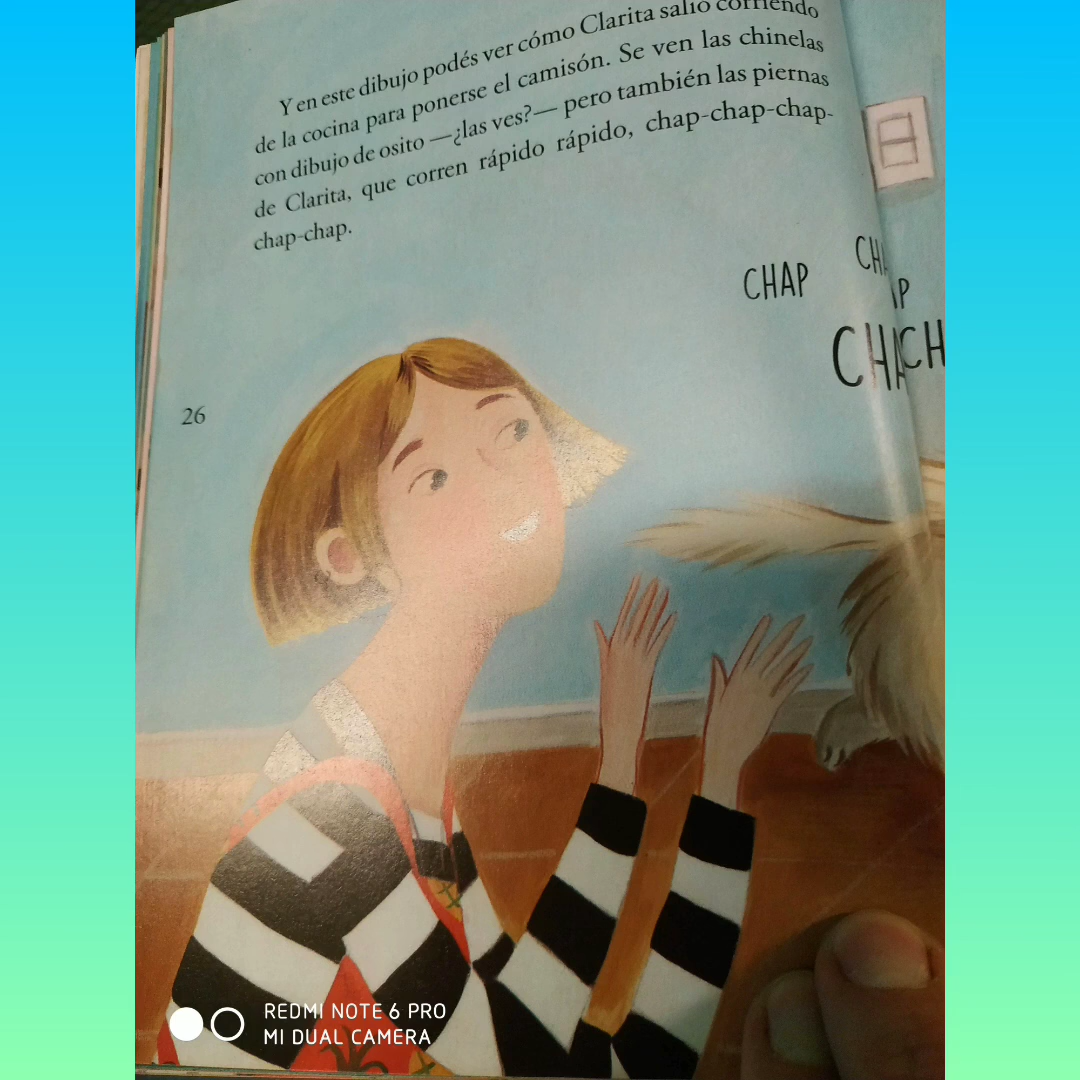 Y en este dibujo podés ver cómo Clarita salió corriendo
de la cocina para ponerse el camisón. Se ven las chinelas
con dibujo de osito —¿las ves?— pero también las piernas
de Clarita, que corren rápido rápido, chap-chap-chap-
chap-chap.
CHAP
26
REDMI NOTE 6 PRO
MI DUAL CAMERA